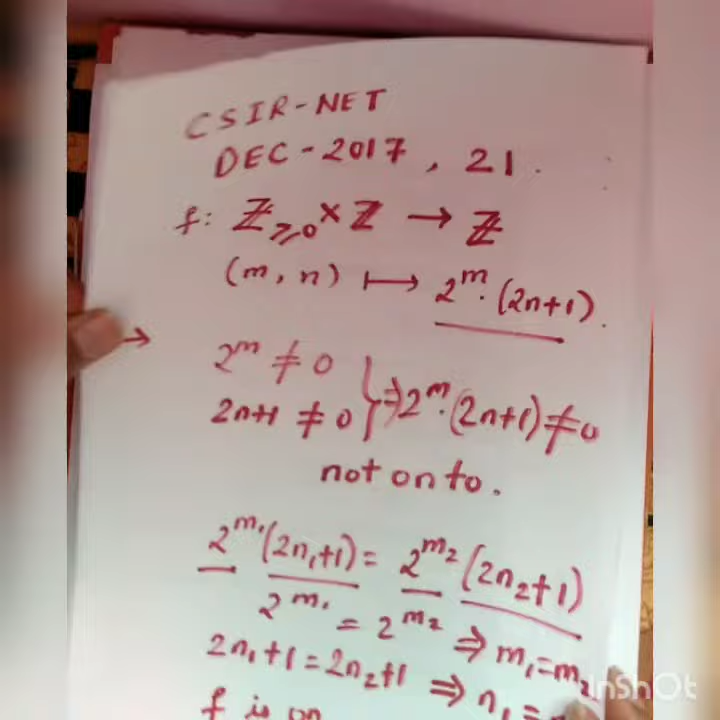 CSIR-NET
DEC-2017, 21.
f: ℤ≥0 × ℤ → ℤ
(m, n) ↦ 2^m · (2n+1).
→ 2^m ≠ 0
2n+1 ≠ 0 } ⇒ 2^m · (2n+1) ≠ 0
not onto.
2^m₁ (2n₁+1) = 2^m₂ (2n₂+1)
2^m₁ = 2^m₂ ⇒ m₁ = m₂
2n₁+1 = 2n₂+1 ⇒ n₁ =
f is on
InShOt